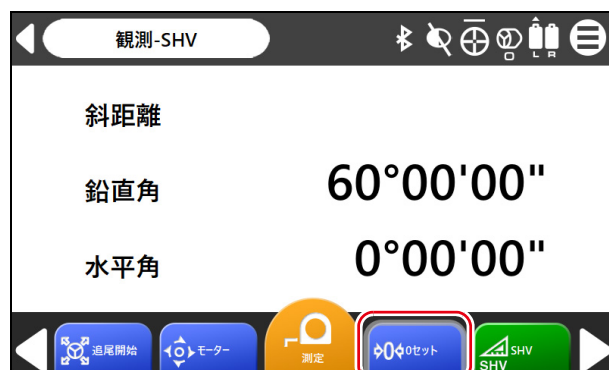 観測-SHV
O L R
斜距離
鉛直角 60°00'00"
水平角 0°00'00"
追尾開始 モーター 測定 0 0セット SHV
SHV